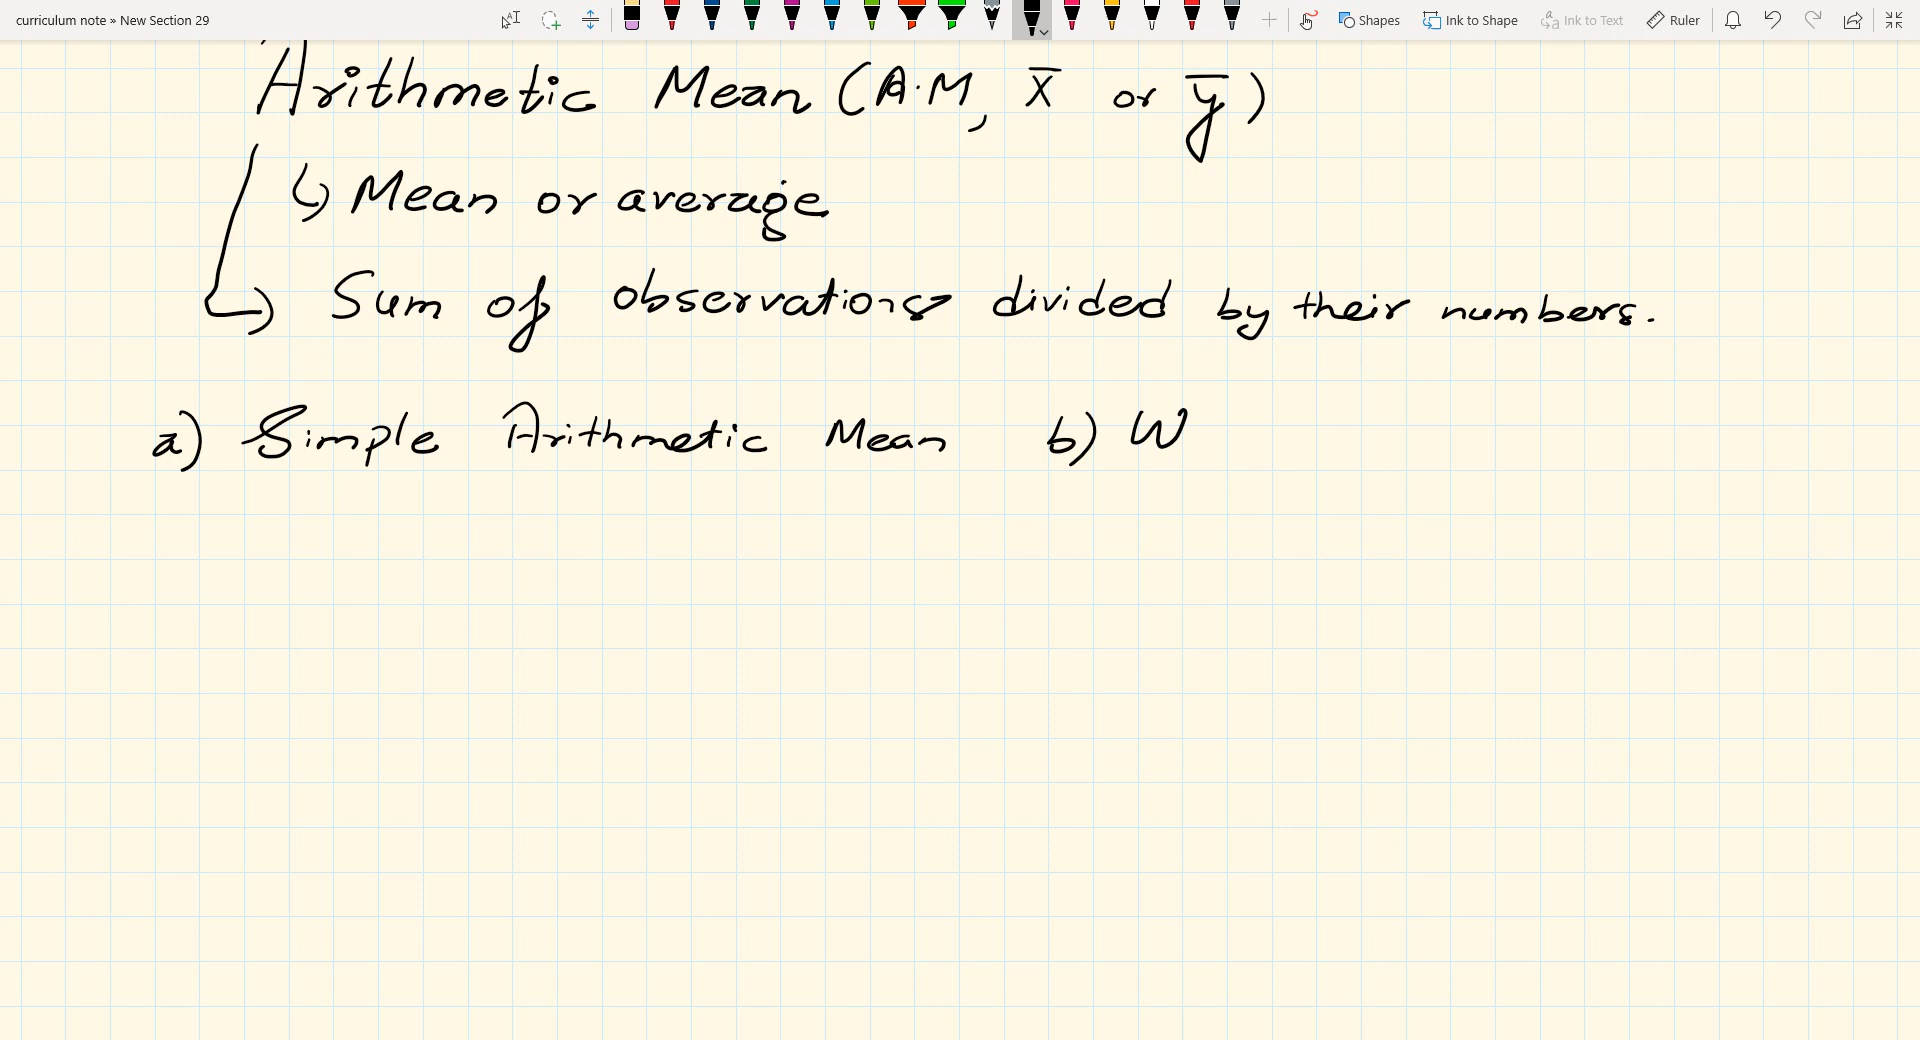 curriculum note » New Section 29 Shapes Ink to Shape Ink to Text Ruler
Arithmetic Mean (A.M, X̅ or y̅)
↳ Mean or average
↳ Sum of observations divided by their numbers.
a) Simple Arithmetic Mean b) W